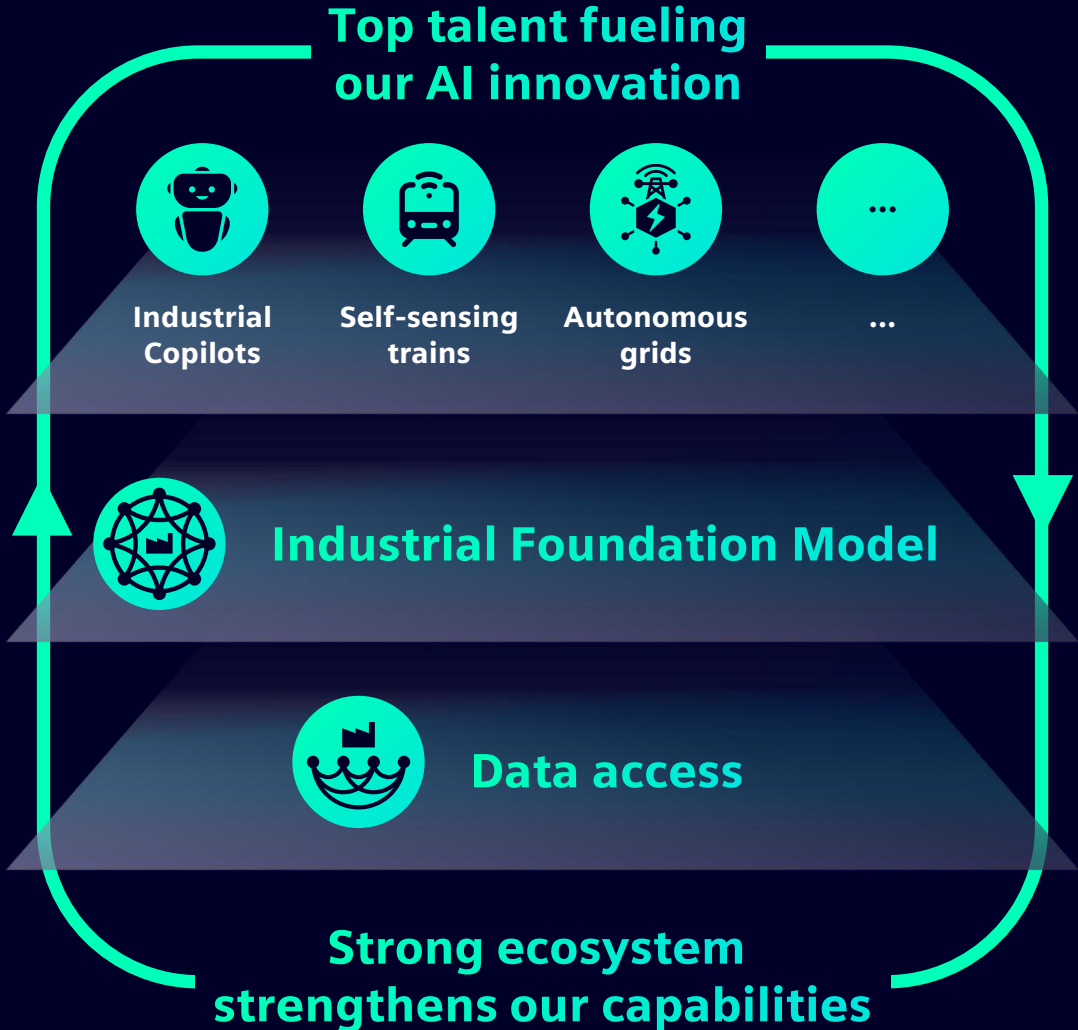 Top talent fueling
our AI innovation
...
Industrial
Copilots
Self-sensing
trains
Autonomous
grids
...
Industrial Foundation Model
Data access
Strong ecosystem
strengthens our capabilities